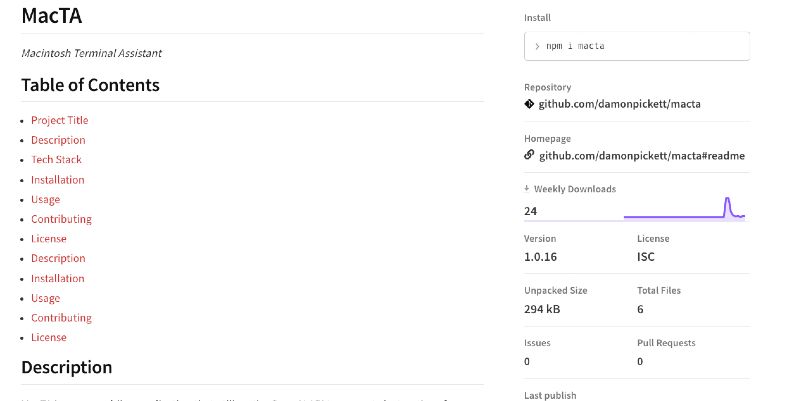 MacTA
Macintosh Terminal Assistant
Table of Contents
Project Title
Description
Tech Stack
Installation
Usage
Contributing
License
Description
Installation
Usage
Contributing
License
Description
Install
> npm i macta
Repository
github.com/damonpickett/macta
Homepage
github.com/damonpickett/macta#readme
Weekly Downloads
24
Version License
1.0.16 ISC
Unpacked Size Total Files
294 kB 6
Issues Pull Requests
0 0
Last publish